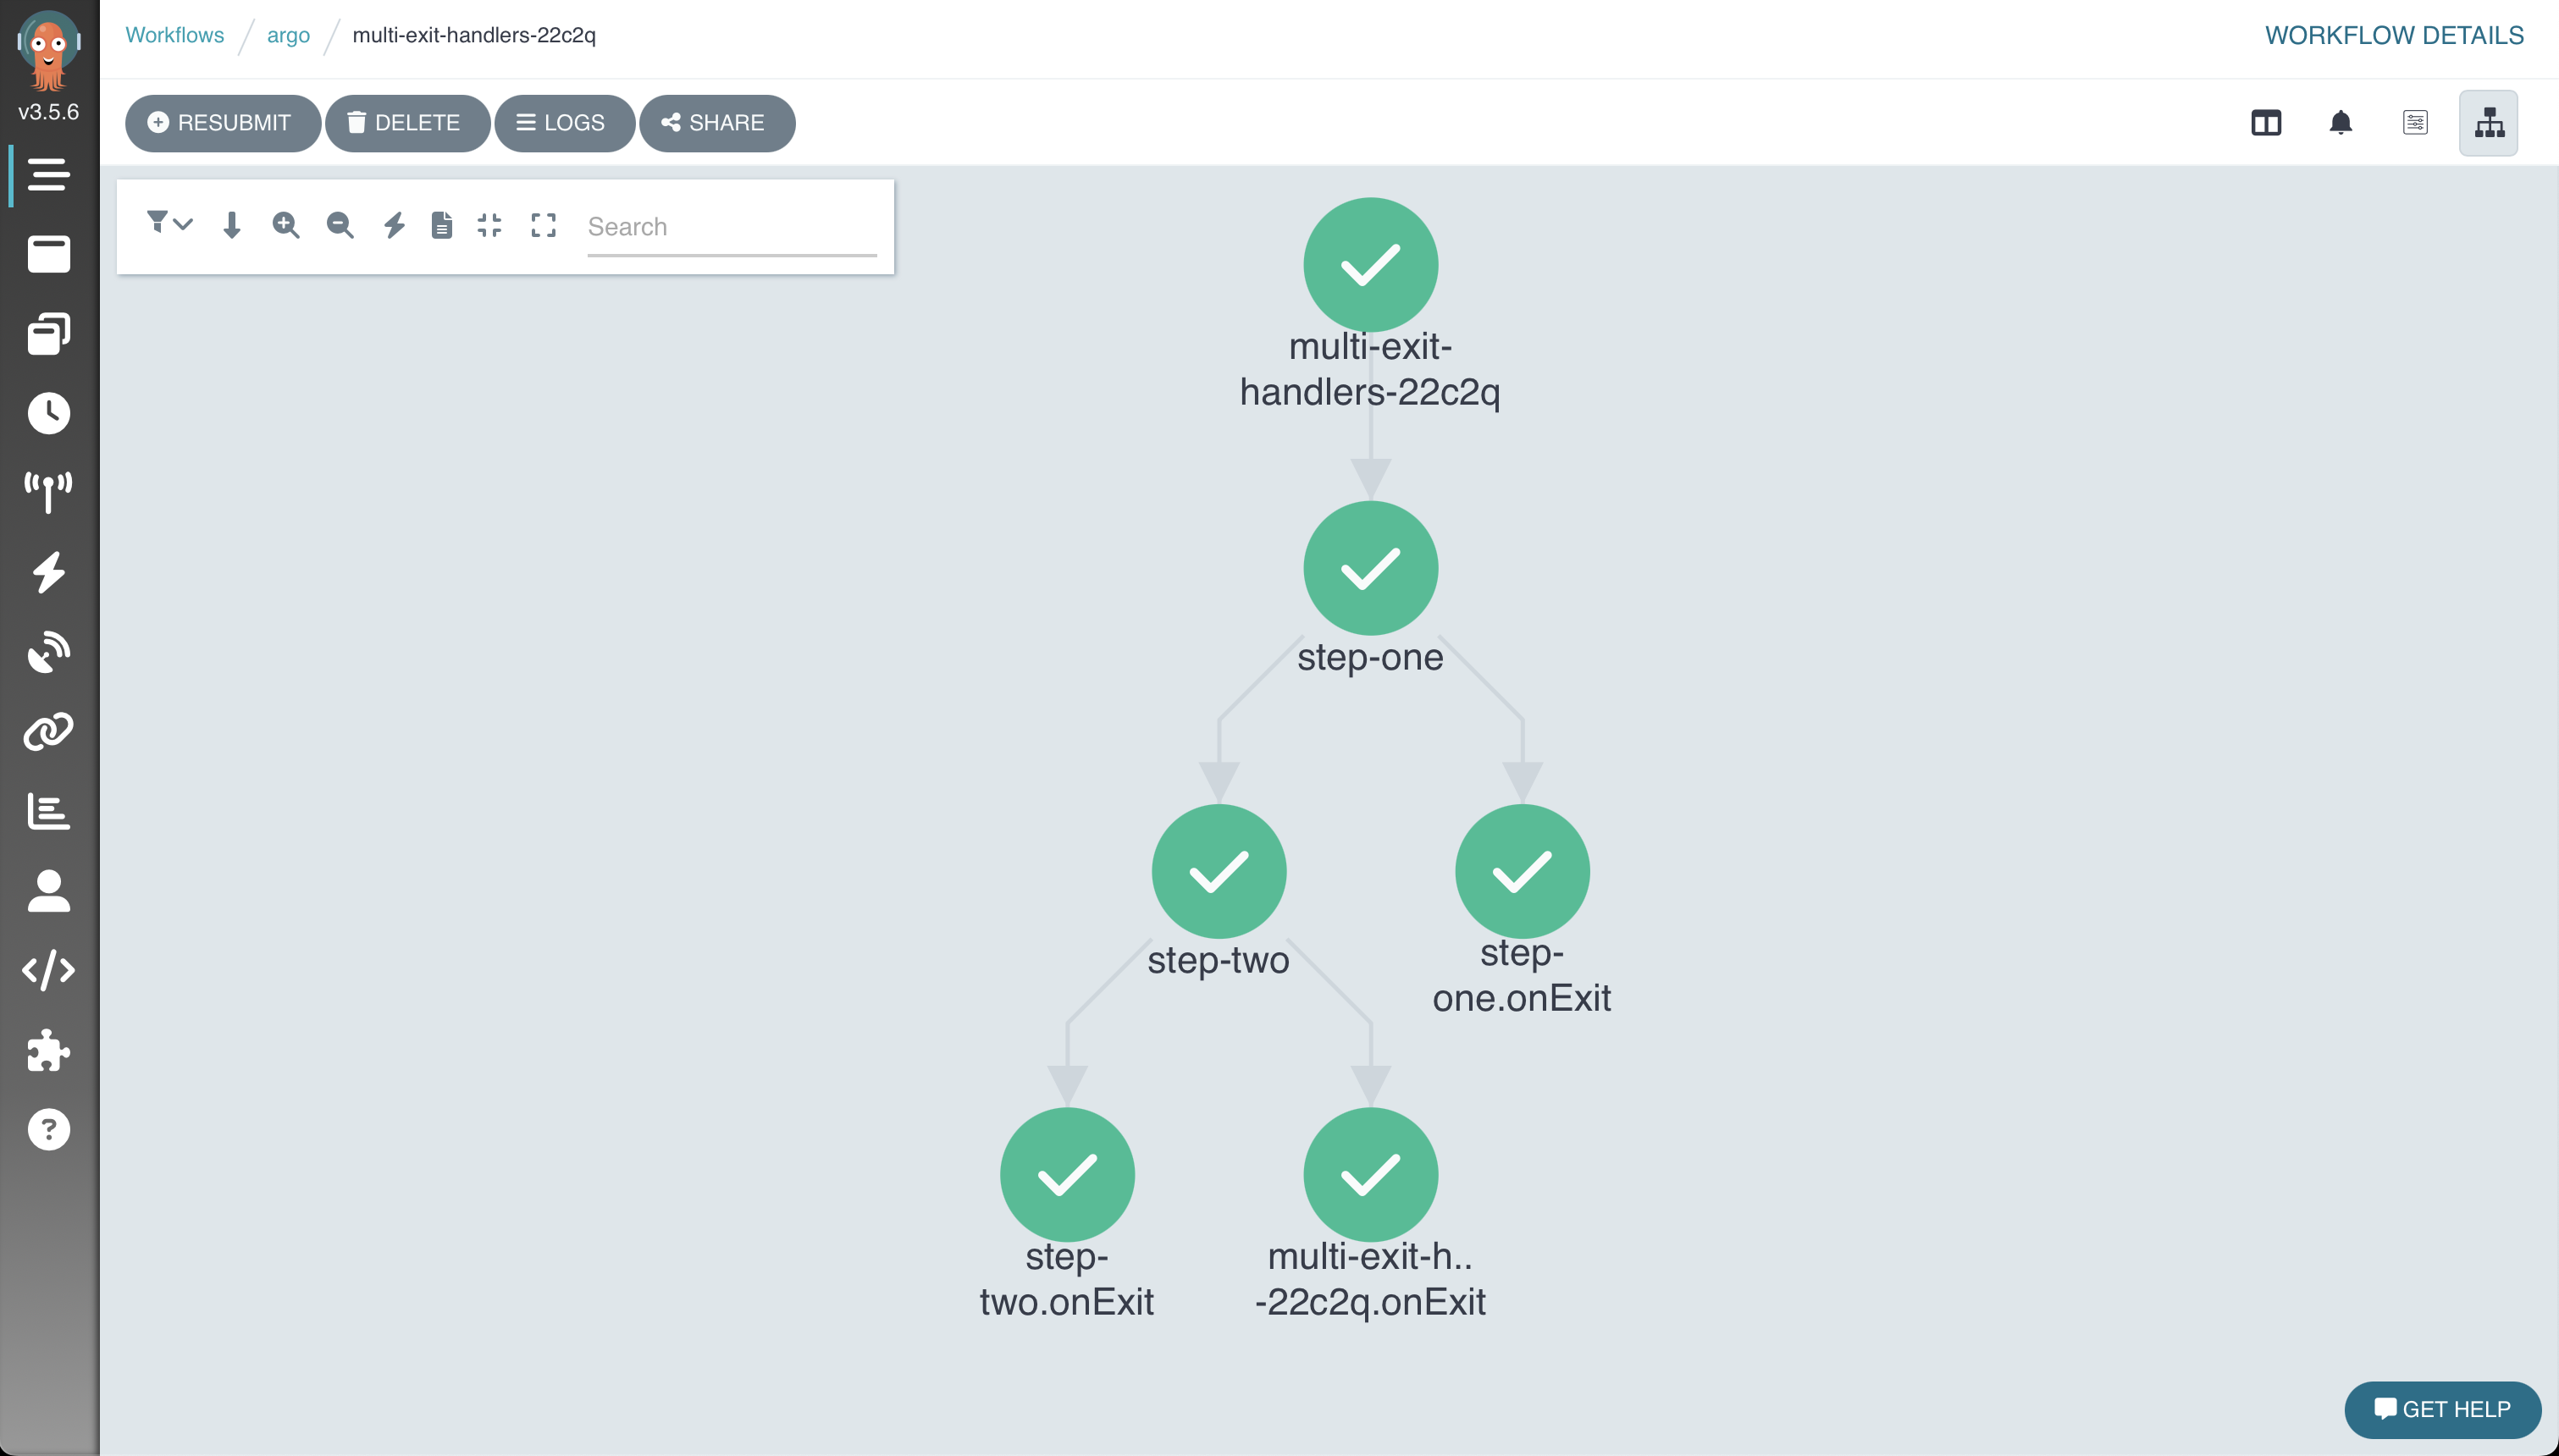 Workflows / argo / multi-exit-handlers-22c2q
WORKFLOW DETAILS
v3.5.6
RESUBMIT
DELETE
LOGS
SHARE
Search
multi-exit-
handlers-22c2q
step-one
step-two
step-
one.onExit
step-
two.onExit
multi-exit-h..
-22c2q.onExit
GET HELP